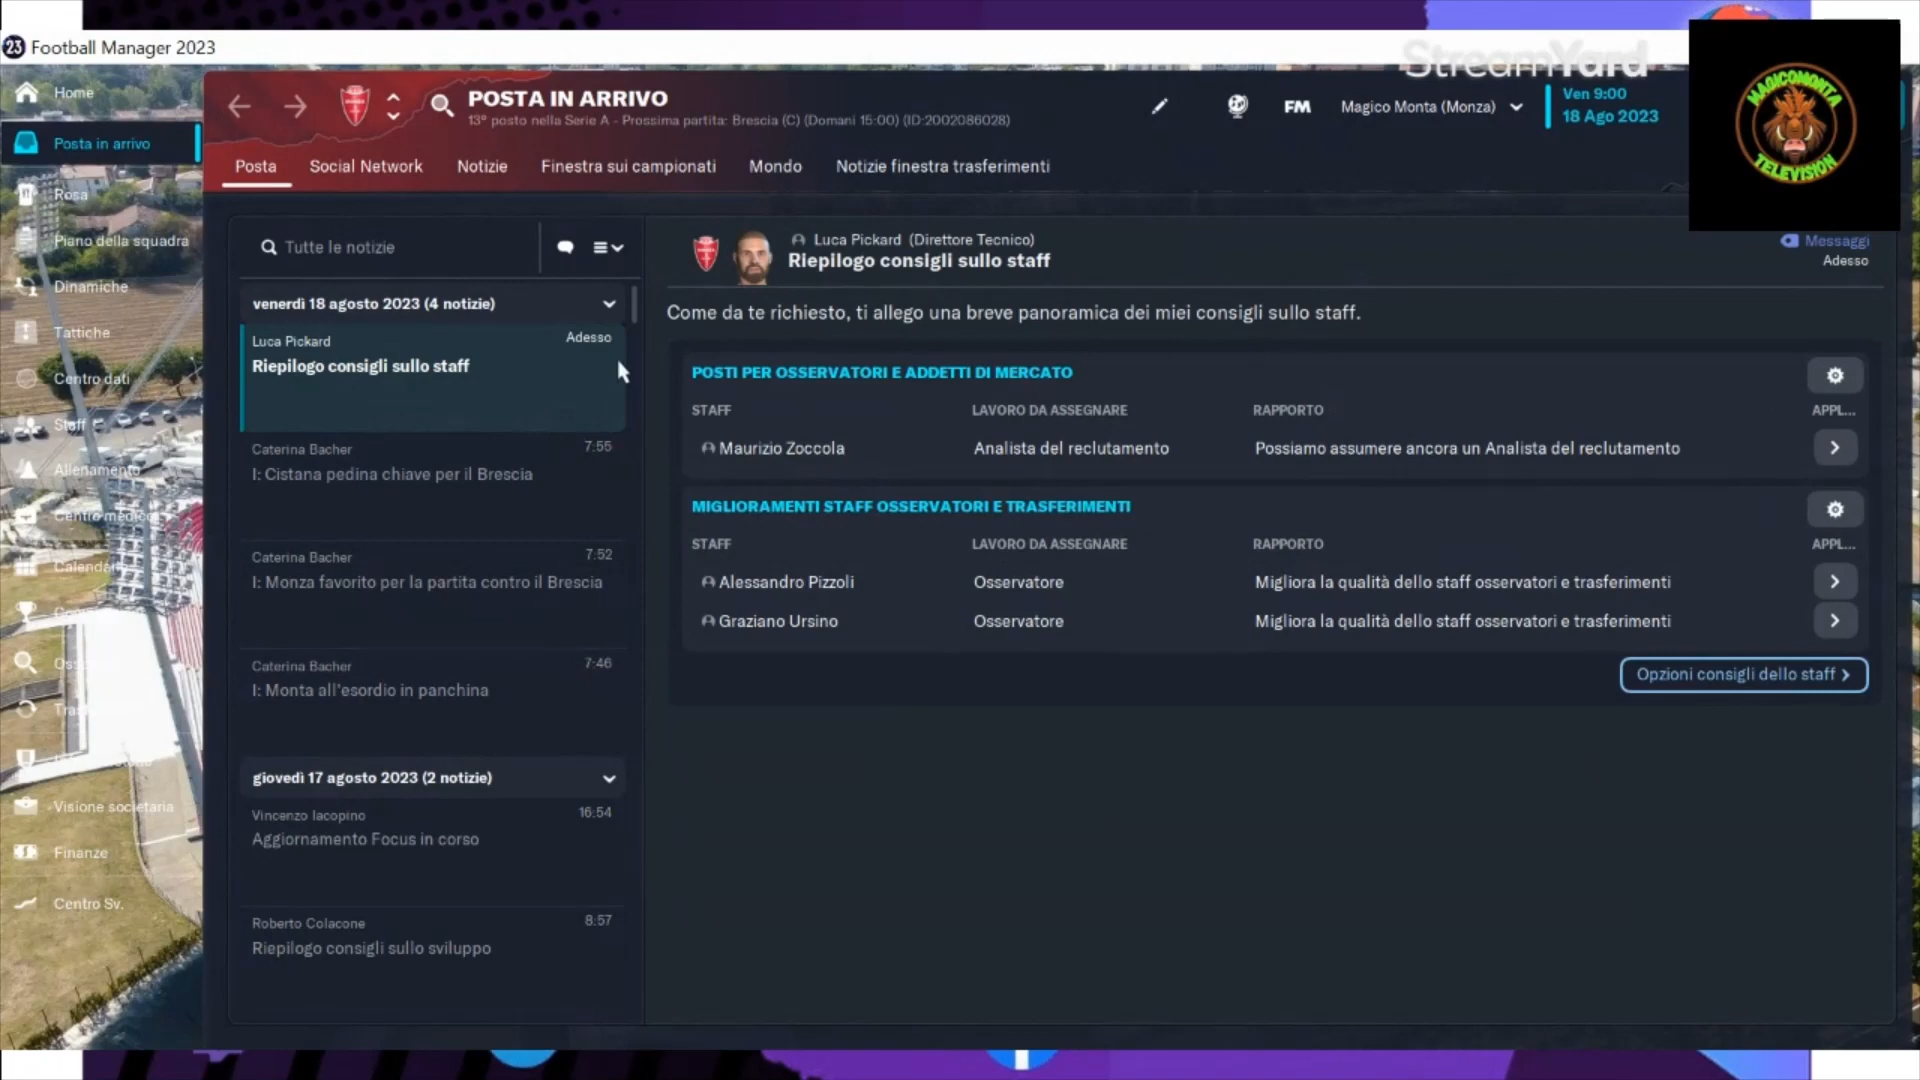 Football Manager 2023
StreamYard
MAGICOMONTA
TELEVISION
Home
Posta in arrivo
Rosa
Piano della squadra
Dinamiche
Tattiche
Centro dati
Staff
Allenamento
Centro medico
Calendario
Visione societaria
Finanze
Centro Sv.
POSTA IN ARRIVO
13° posto nella Serie A - Prossima partita: Brescia (C) (Domani 15:00) (ID:2002086028)
FM
Magico Monta (Monza)
Ven 9:00
18 Ago 2023
Posta
Social Network
Notizie
Finestra sui campionati
Mondo
Notizie finestra trasferimenti
Tutte le notizie
venerdì 18 agosto 2023 (4 notizie)
Luca Pickard
Adesso
Riepilogo consigli sullo staff
Caterina Bacher
7:55
I: Cistana pedina chiave per il Brescia
Caterina Bacher
7:52
I: Monza favorito per la partita contro il Brescia
Caterina Bacher
7:46
I: Monta all'esordio in panchina
giovedì 17 agosto 2023 (2 notizie)
Vincenzo Iacopino
16:54
Aggiornamento Focus in corso
Roberto Colacone
8:57
Riepilogo consigli sullo sviluppo
Luca Pickard (Direttore Tecnico)
Riepilogo consigli sullo staff
Messaggi
Adesso
Come da te richiesto, ti allego una breve panoramica dei miei consigli sullo staff.
POSTI PER OSSERVATORI E ADDETTI DI MERCATO
STAFF LAVORO DA ASSEGNARE RAPPORTO APPL...
Maurizio Zoccola Analista del reclutamento Possiamo assumere ancora un Analista del reclutamento
MIGLIORAMENTI STAFF OSSERVATORI E TRASFERIMENTI
STAFF LAVORO DA ASSEGNARE RAPPORTO APPL...
Alessandro Pizzoli Osservatore Migliora la qualità dello staff osservatori e trasferimenti
Graziano Ursino Osservatore Migliora la qualità dello staff osservatori e trasferimenti
Opzioni consigli dello staff